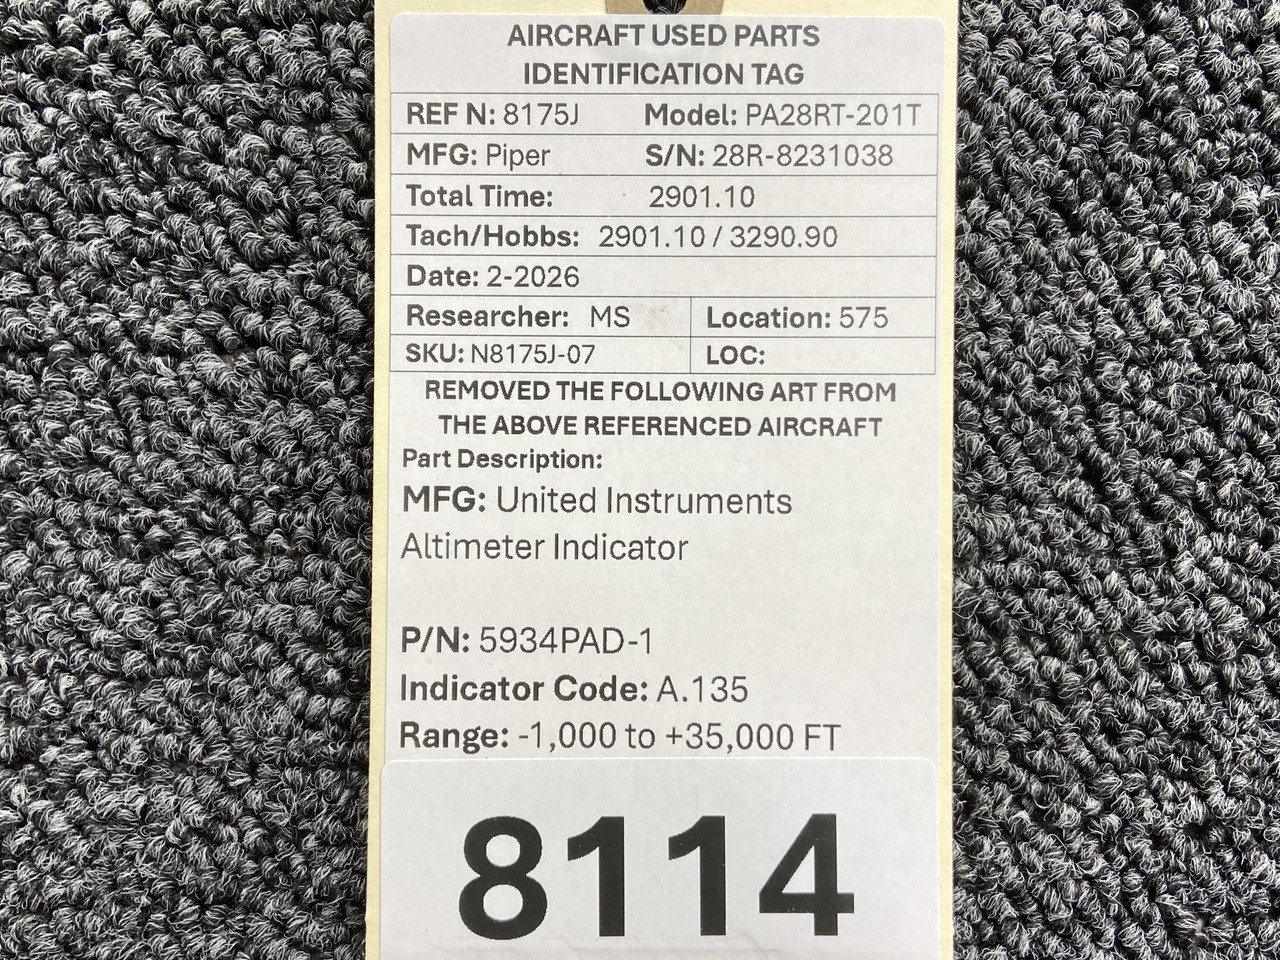 AIRCRAFT USED PARTS
IDENTIFICATION TAG
REF N: 8175J Model: PA28RT-201T
MFG: Piper S/N: 28R-8231038
Total Time: 2901.10
Tach/Hobbs: 2901.10 / 3290.90
Date: 2-2026
Researcher: MS Location: 575
SKU: N8175J-07 LOC:
REMOVED THE FOLLOWING ART FROM
THE ABOVE REFERENCED AIRCRAFT
Part Description:
MFG: United Instruments
Altimeter Indicator
P/N: 5934PAD-1
Indicator Code: A.135
Range: -1,000 to +35,000 FT
8114